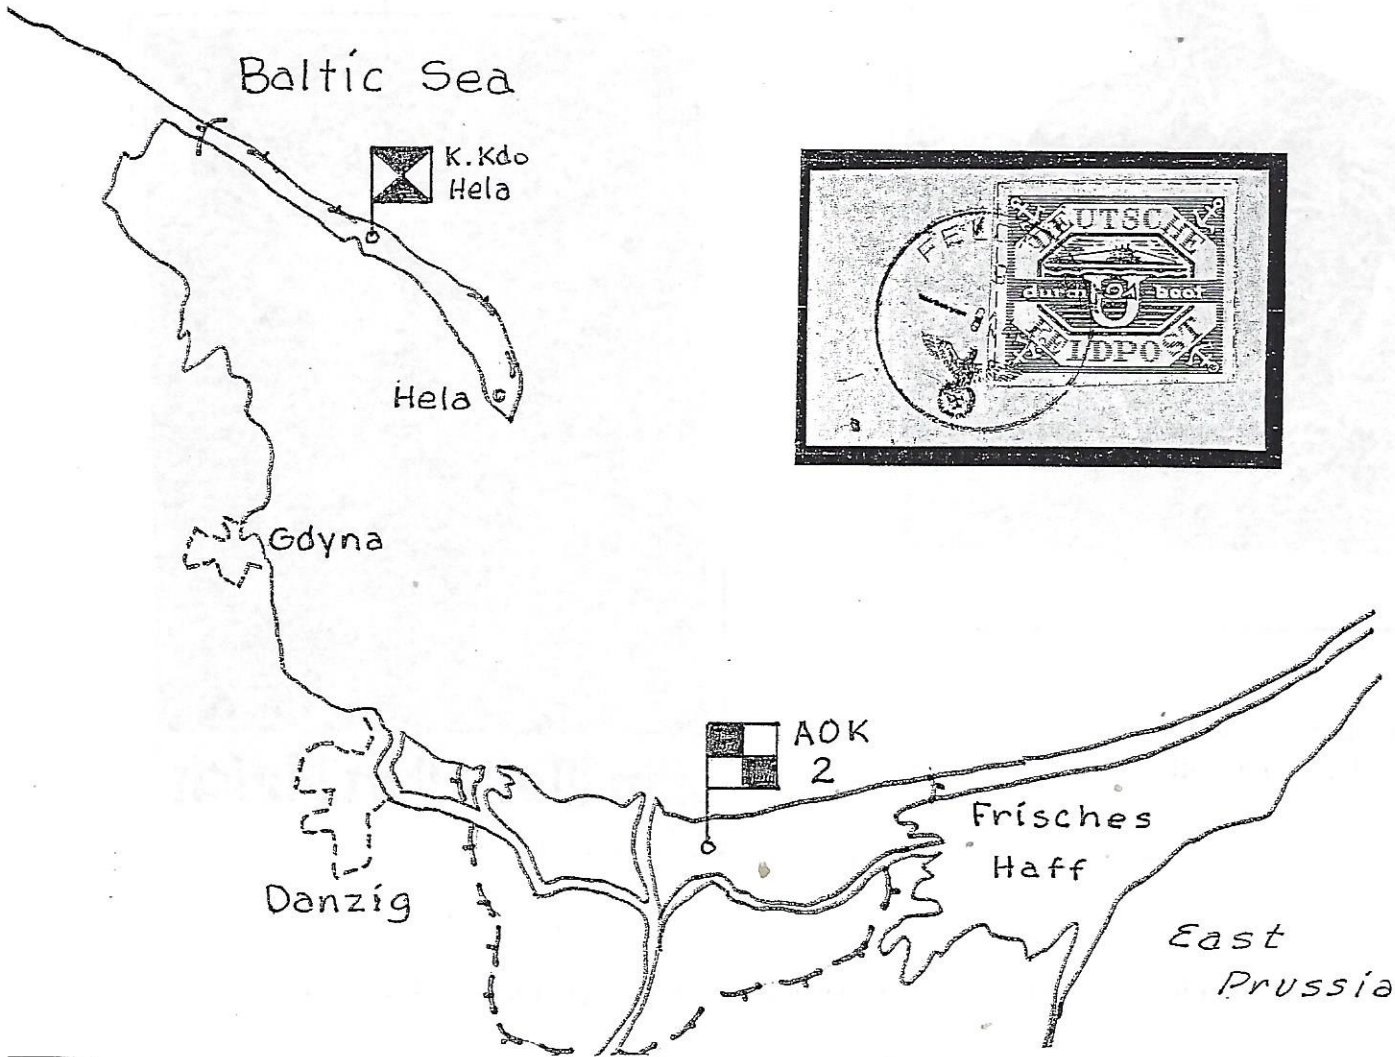 Baltic Sea
K.Kdo
Hela
DEUTSCHE
durch U boot
FELDPOST
Hela
Gdyna
AOK
2
Frisches
Haff
Danzig
East
Prussia